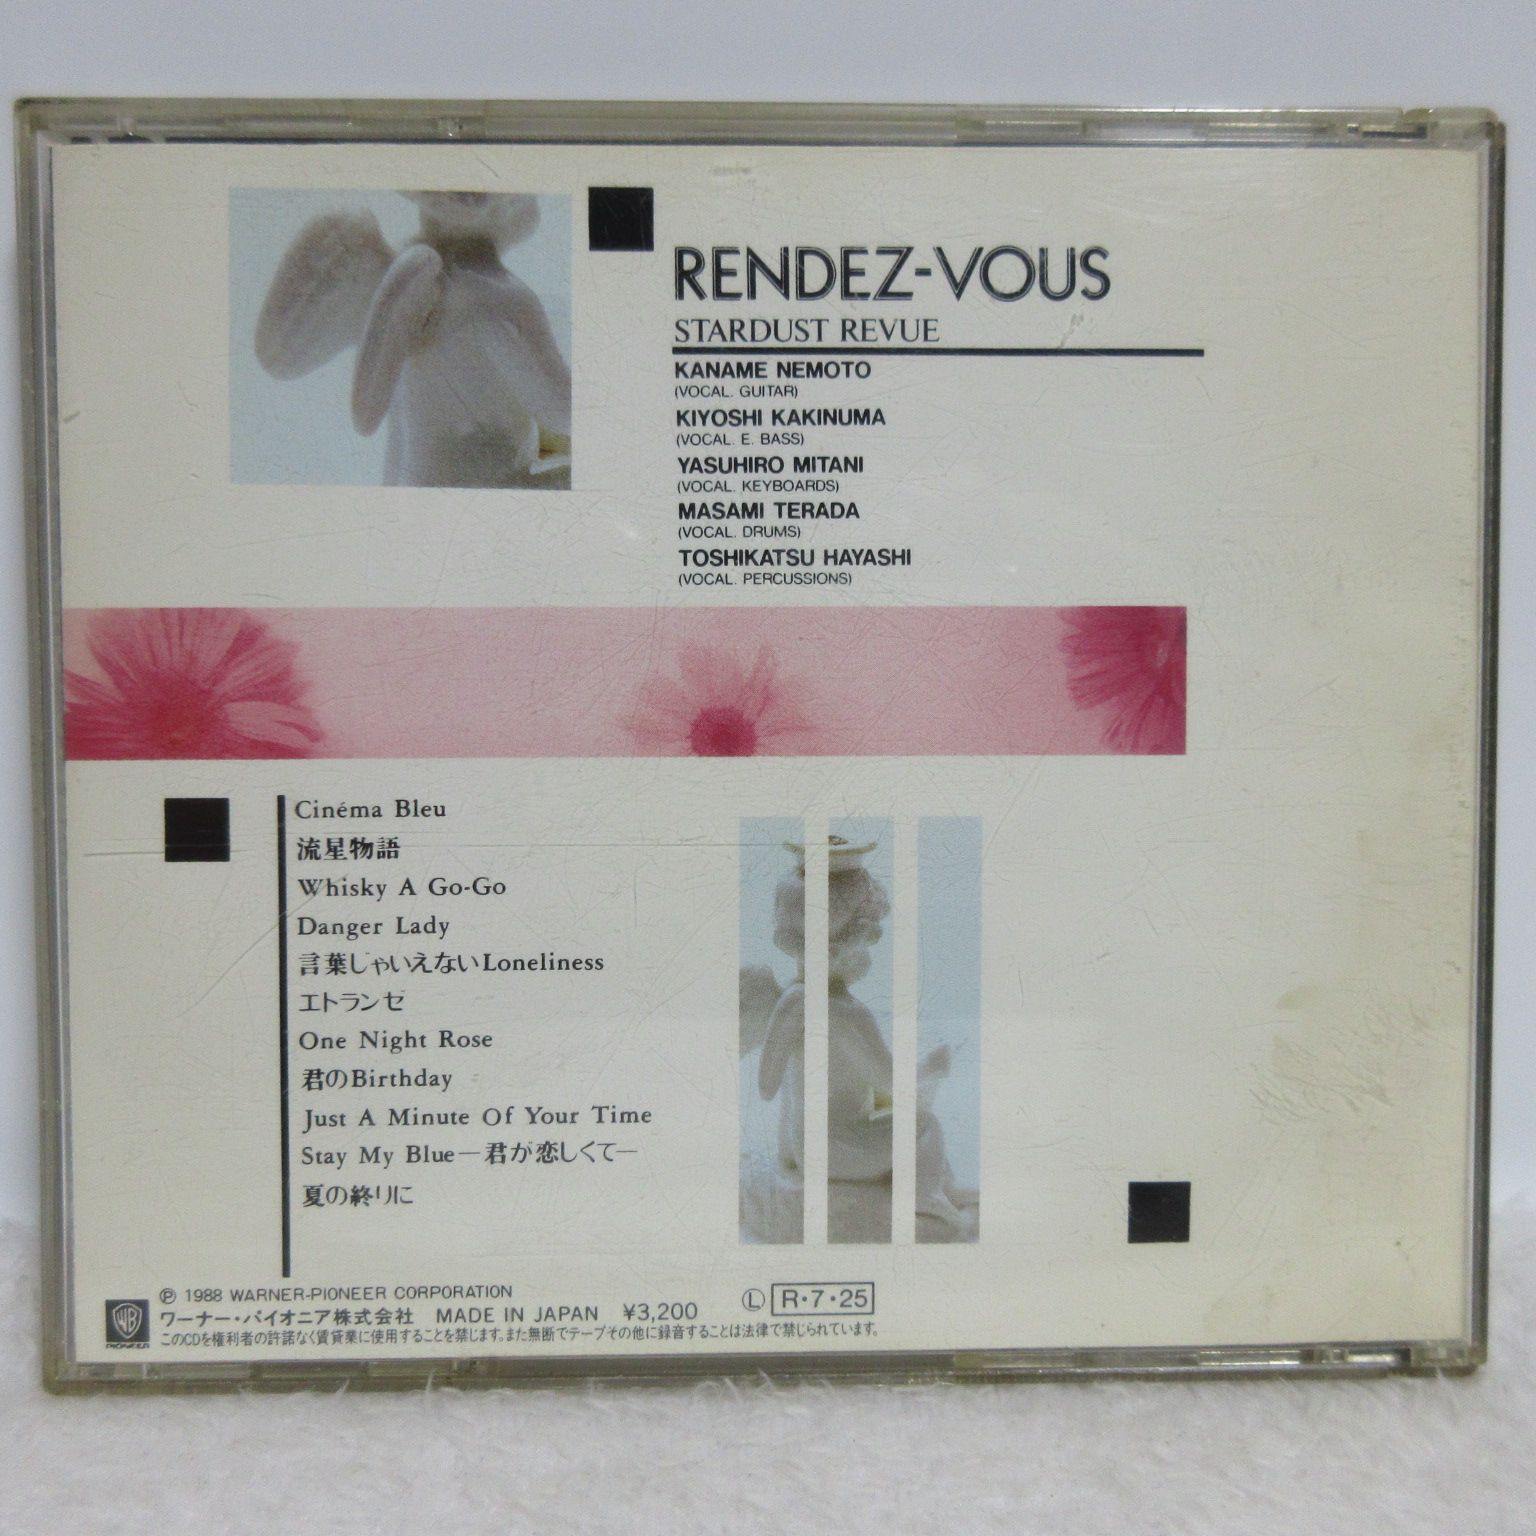 RENDEZ-VOUS
STARDUST REVUE
KANAME NEMOTO
(VOCAL. GUITAR)
KIYOSHI KAKINUMA
(VOCAL. E. BASS)
YASUHIRO MITANI
(VOCAL. KEYBOARDS)
MASAMI TERADA
(VOCAL. DRUMS)
TOSHIKATSU HAYASHI
(VOCAL. PERCUSSIONS)
Cinéma Bleu
流星物語
Whisky A Go-Go
Danger Lady
言葉じゃいえないLoneliness
エトランゼ
One Night Rose
君のBirthday
Just A Minute Of Your Time
Stay My Blue—君が恋しくて—
夏の終りに
Ⓟ 1988 WARNER-PIONEER CORPORATION
ワーナー・パイオニア株式会社 MADE IN JAPAN ¥3,200 Ⓛ R・7・25
このCDを権利者の許諾なく賃貸業に使用することを禁じます。また無断でテープその他に録音することは法律で禁じられています。
WB
PIONEER